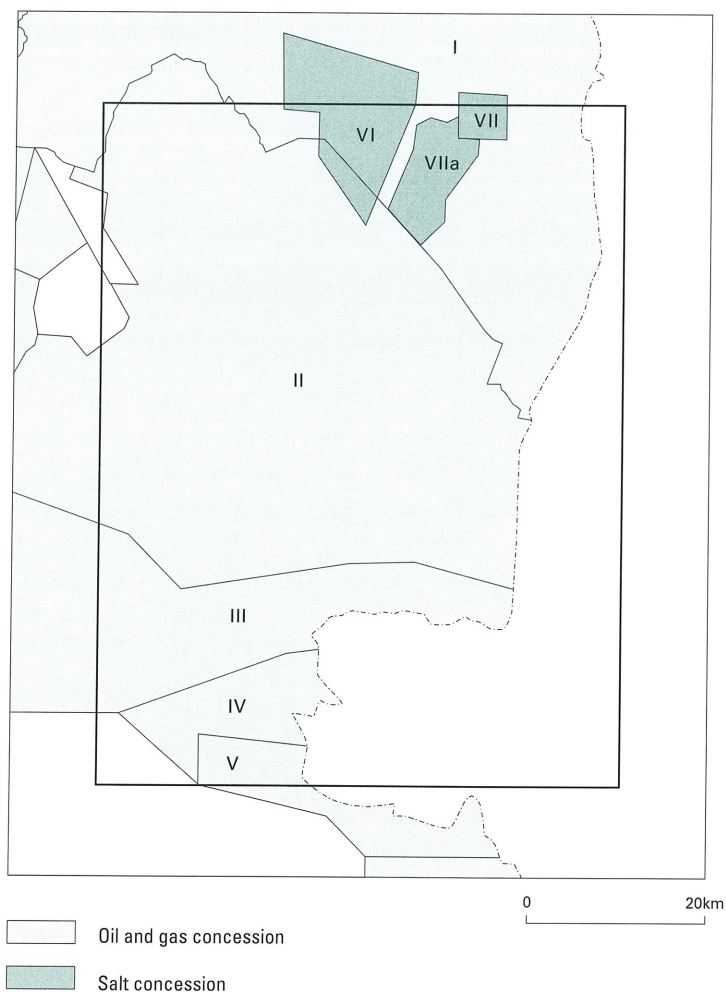 I
VI
VII
VIIa
II
III
IV
V
0 20km
Oil and gas concession
Salt concession